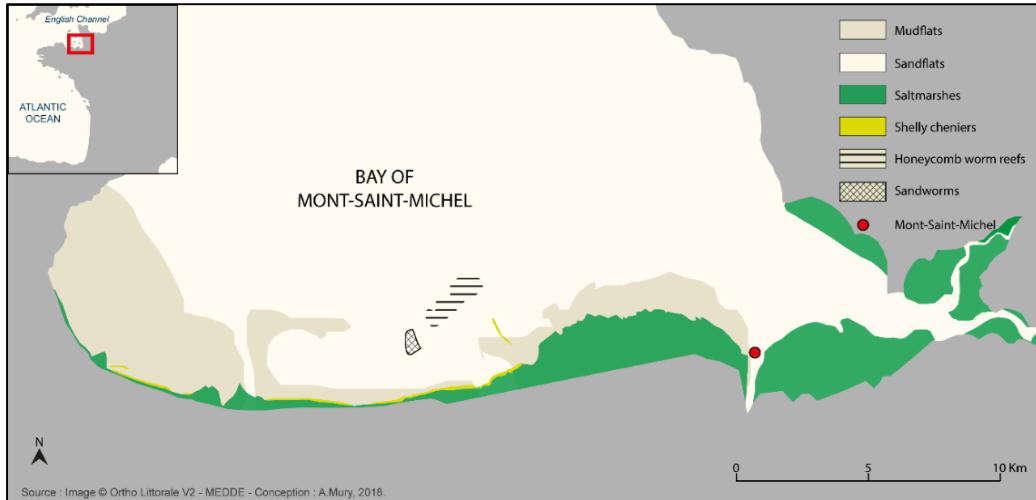 English Channel
ATLANTIC
OCEAN
BAY OF
MONT-SAINT-MICHEL
Mudflats
Sandflats
Saltmarshes
Shelly cheniers
Honeycomb worm reefs
Sandworms
Mont-Saint-Michel
N
0 5 10 Km
Source : Image © Ortho Littorale V2 - MEDDE - Conception : A.Mury, 2018.